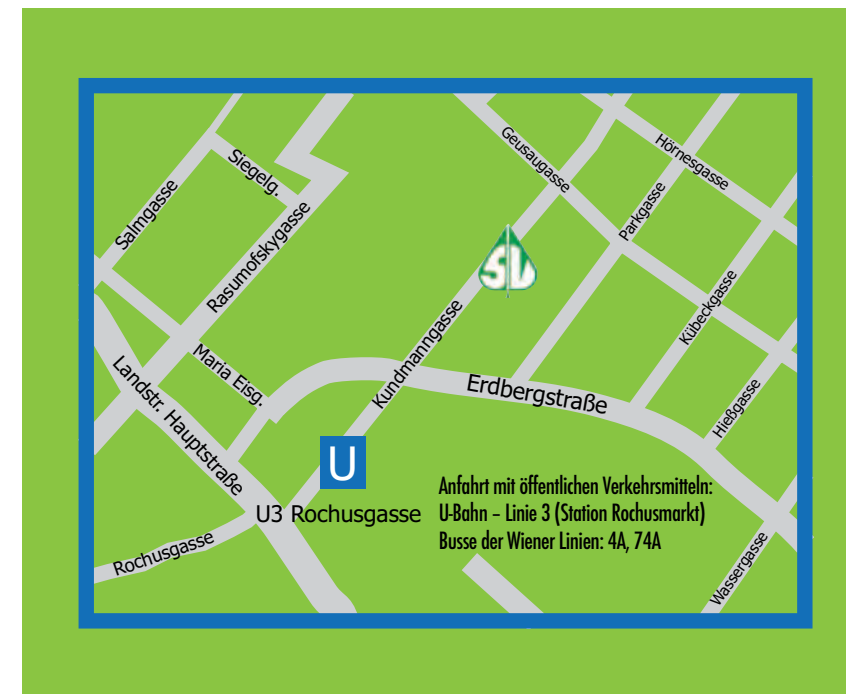 Geusaugasse
Hörnesgasse
Siegelg.
Salmgasse
Parkgasse
Rasumofskygasse
SV
Kübeckgasse
Kundmanngasse
Maria Eisg.
Landstr. Hauptstraße
Erdbergstraße
Hießgasse
U
U3 Rochusgasse
Anfahrt mit öffentlichen Verkehrsmitteln:
U-Bahn – Linie 3 (Station Rochusmarkt)
Busse der Wiener Linien: 4A, 74A
Rochusgasse
Wassergasse